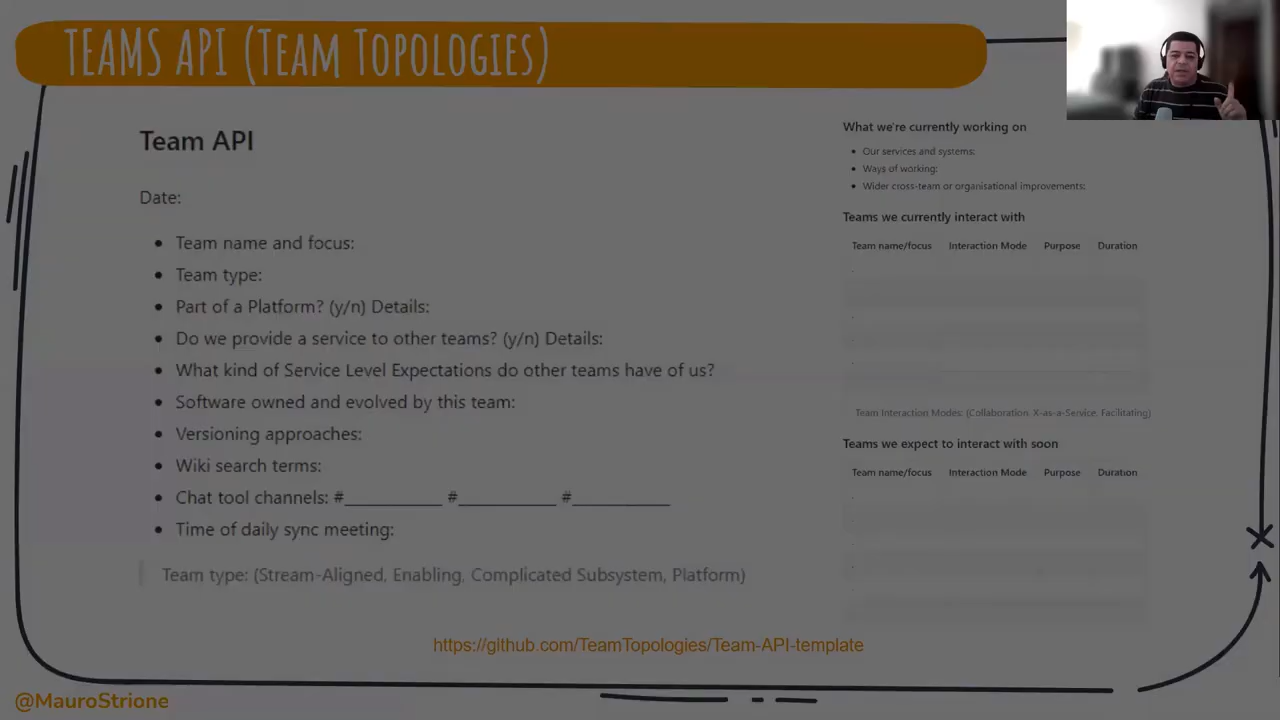 TEAMS API (TEAM TOPOLOGIES)
Team API
Date:
• Team name and focus:
• Team type:
• Part of a Platform? (y/n) Details:
• Do we provide a service to other teams? (y/n) Details:
• What kind of Service Level Expectations do other teams have of us?
• Software owned and evolved by this team:
• Versioning approaches:
• Wiki search terms:
• Chat tool channels: #__________ #__________ #__________
• Time of daily sync meeting:
Team type: (Stream-Aligned, Enabling, Complicated Subsystem, Platform)
What we're currently working on
• Our services and systems:
• Ways of working:
• Wider cross-team or organisational improvements:
Teams we currently interact with
Team name/focus Interaction Mode Purpose Duration
Team Interaction Modes: (Collaboration, X-as-a-Service, Facilitating)
Teams we expect to interact with soon
Team name/focus Interaction Mode Purpose Duration
https://github.com/TeamTopologies/Team-API-template
@MauroStrione